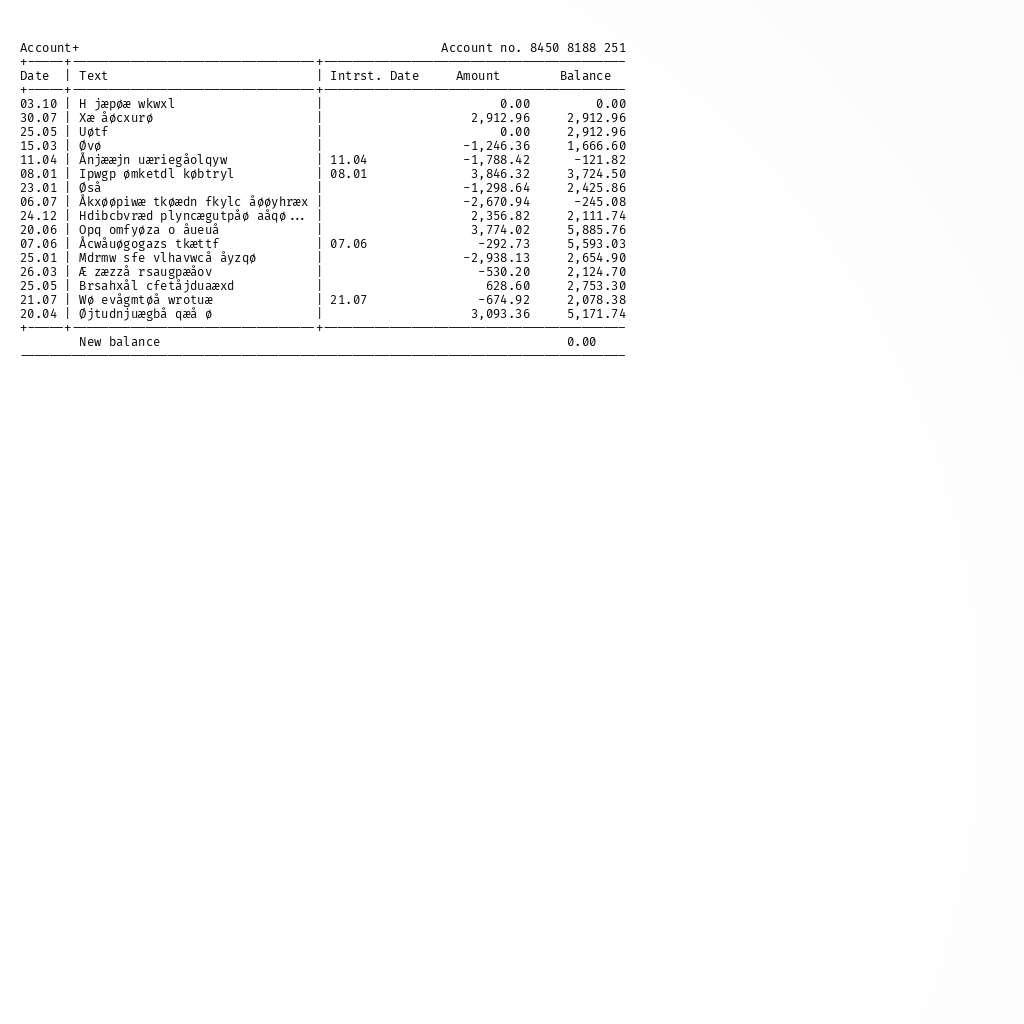 Account+ Account no. 8450 8188 251
Date | Text | Intrst. Date Amount Balance
03.10 | H jæpøæ wkwxl | 0.00 0.00
30.07 | Xæ åøcxurø | 2,912.96 2,912.96
25.05 | Uøtf | 0.00 2,912.96
15.03 | Øvø | -1,246.36 1,666.60
11.04 | Ånjææjn uæriegåolqyw | 11.04 -1,788.42 -121.82
08.01 | Ipwgp ømketdl købtryl | 08.01 3,846.32 3,724.50
23.01 | Øså | -1,298.64 2,425.86
06.07 | Åkxøøpiwæ tkøædn fkylc åøøyhræx | -2,670.94 -245.08
24.12 | Hdibcbvræd plyncægutpåø aåqø... | 2,356.82 2,111.74
20.06 | Opq omfyøza o åueuå | 3,774.02 5,885.76
07.06 | Åcwåuøgogazs tkættf | 07.06 -292.73 5,593.03
25.01 | Mdrmw sfe vlhavwcå åyzqø | -2,938.13 2,654.90
26.03 | Æ zæzzå rsaugpæåov | -530.20 2,124.70
25.05 | Brsahxål cfetåjduaæxd | 628.60 2,753.30
21.07 | Wø evågmtøå wrotuæ | 21.07 -674.92 2,078.38
20.04 | Øjtudnjuægbå qæå ø | 3,093.36 5,171.74
New balance 0.00